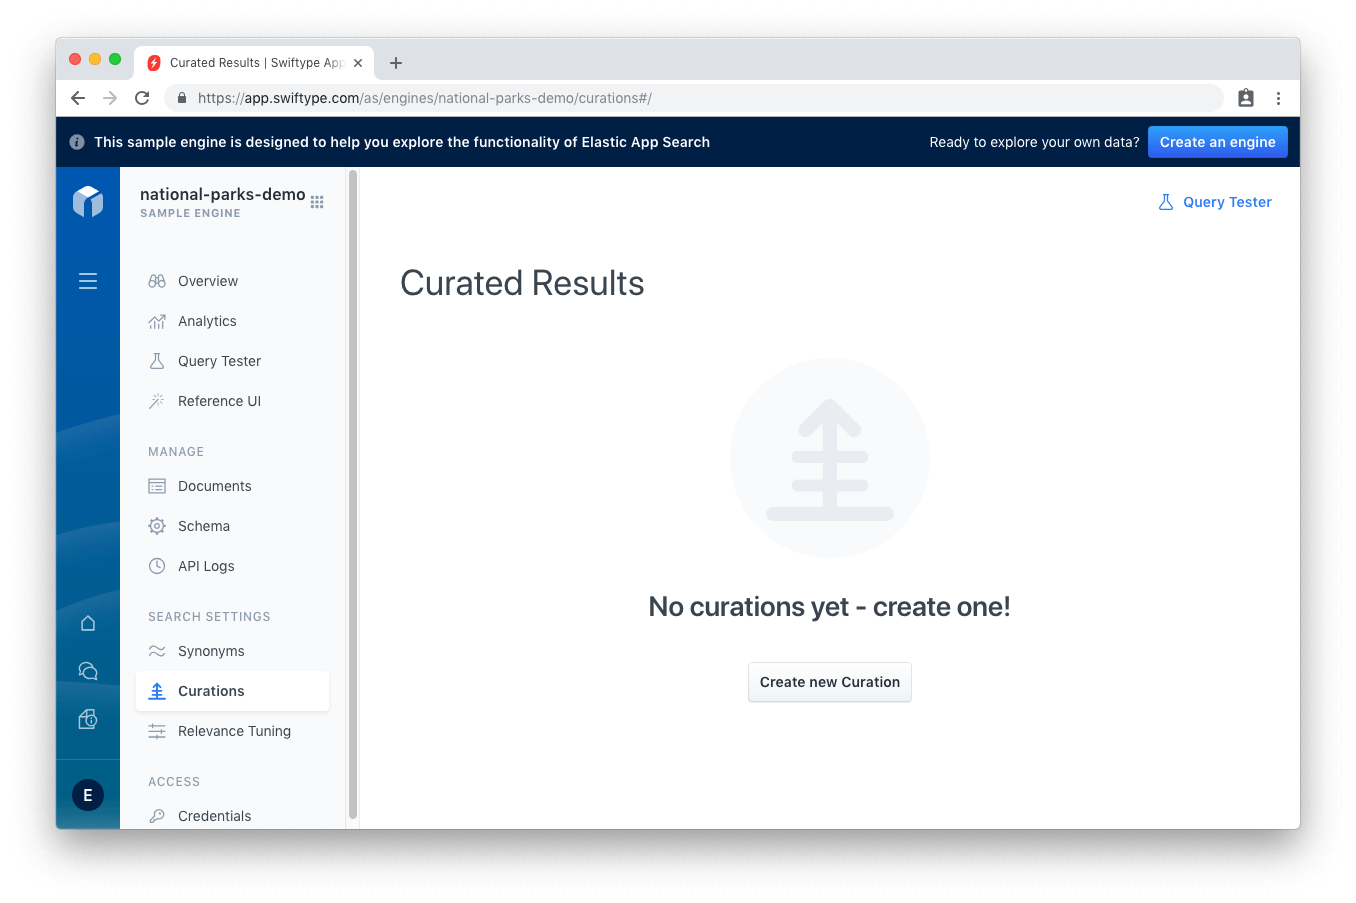 Curated Results | Swiftype App
https://app.swiftype.com/as/engines/national-parks-demo/curations#/
This sample engine is designed to help you explore the functionality of Elastic App Search
Ready to explore your own data?
Create an engine
national-parks-demo
SAMPLE ENGINE
Query Tester
Overview
Analytics
Query Tester
Reference UI
MANAGE
Documents
Schema
API Logs
SEARCH SETTINGS
Synonyms
Curations
Relevance Tuning
ACCESS
Credentials
E
Curated Results
No curations yet - create one!
Create new Curation